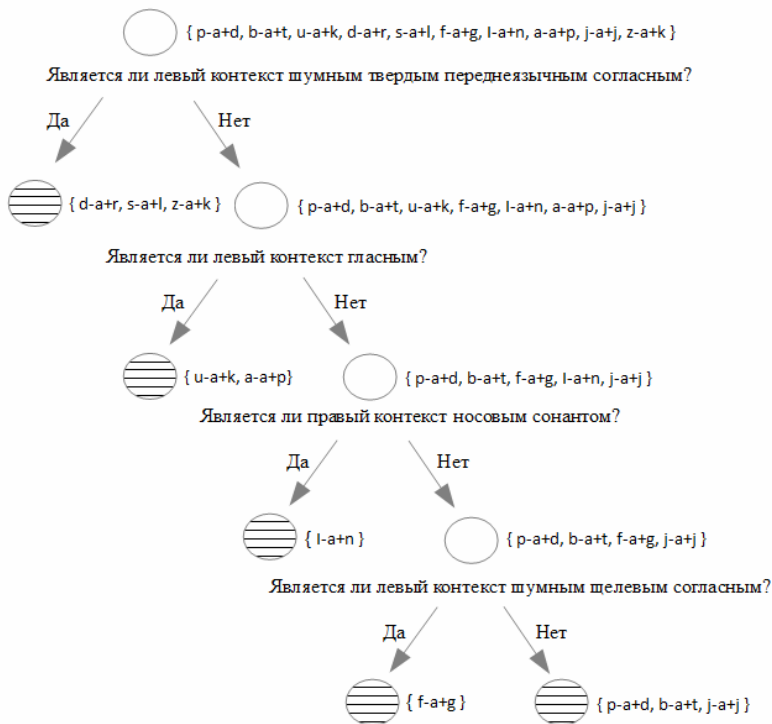 { p-a+d, b-a+t, u-a+k, d-a+r, s-a+l, f-a+g, l-a+n, a-a+p, j-a+j, z-a+k }
Является ли левый контекст шумным твердым переднеязычным согласным?
Да Нет
{ d-a+r, s-a+l, z-a+k } { p-a+d, b-a+t, u-a+k, f-a+g, l-a+n, a-a+p, j-a+j }
Является ли левый контекст гласным?
Да Нет
{ u-a+k, a-a+p} { p-a+d, b-a+t, f-a+g, l-a+n, j-a+j }
Является ли правый контекст носовым сонантом?
Да Нет
{ l-a+n } { p-a+d, b-a+t, f-a+g, j-a+j }
Является ли левый контекст шумным щелевым согласным?
Да Нет
{ f-a+g } { p-a+d, b-a+t, j-a+j }